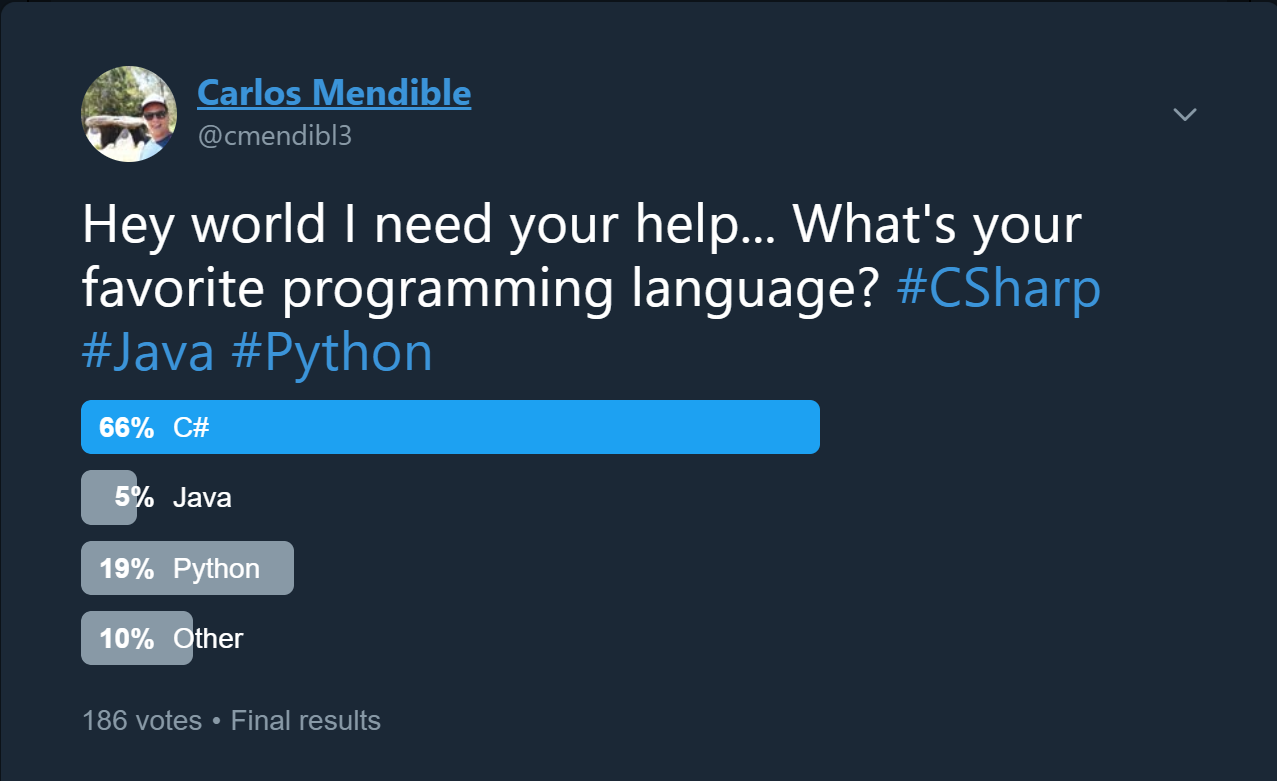 Carlos Mendible
@cmendibl3
Hey world I need your help... What's your
favorite programming language? #CSharp
#Java #Python
66% C#
5% Java
19% Python
10% Other
186 votes • Final results